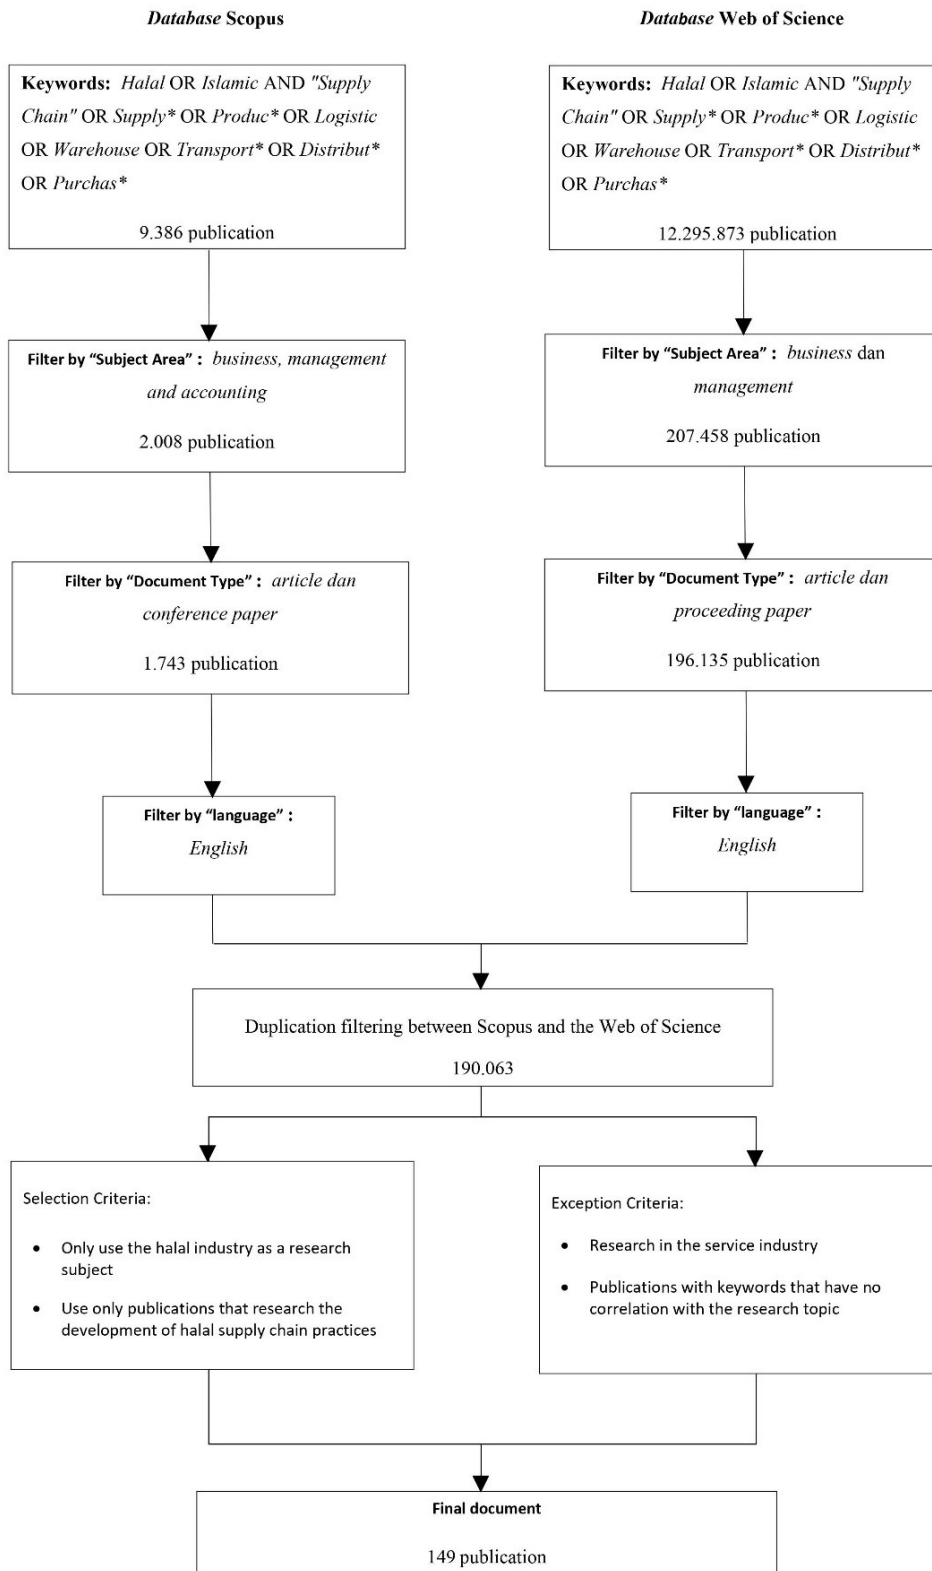 Database Scopus
Keywords: Halal OR Islamic AND "Supply
Chain" OR Supply* OR Produc* OR Logistic
OR Warehouse OR Transport* OR Distribut*
OR Purchas*
9.386 publication
Filter by “Subject Area” : business, management
and accounting
2.008 publication
Filter by “Document Type” : article dan
conference paper
1.743 publication
Filter by “language” :
English
Database Web of Science
Keywords: Halal OR Islamic AND "Supply
Chain" OR Supply* OR Produc* OR Logistic
OR Warehouse OR Transport* OR Distribut*
OR Purchas*
12.295.873 publication
Filter by “Subject Area” : business dan
management
207.458 publication
Filter by “Document Type” : article dan
proceeding paper
196.135 publication
Filter by “language” :
English
Duplication filtering between Scopus and the Web of Science
190.063
Selection Criteria:
• Only use the halal industry as a research
subject
• Use only publications that research the
development of halal supply chain practices
Exception Criteria:
• Research in the service industry
• Publications with keywords that have no
correlation with the research topic
Final document
149 publication